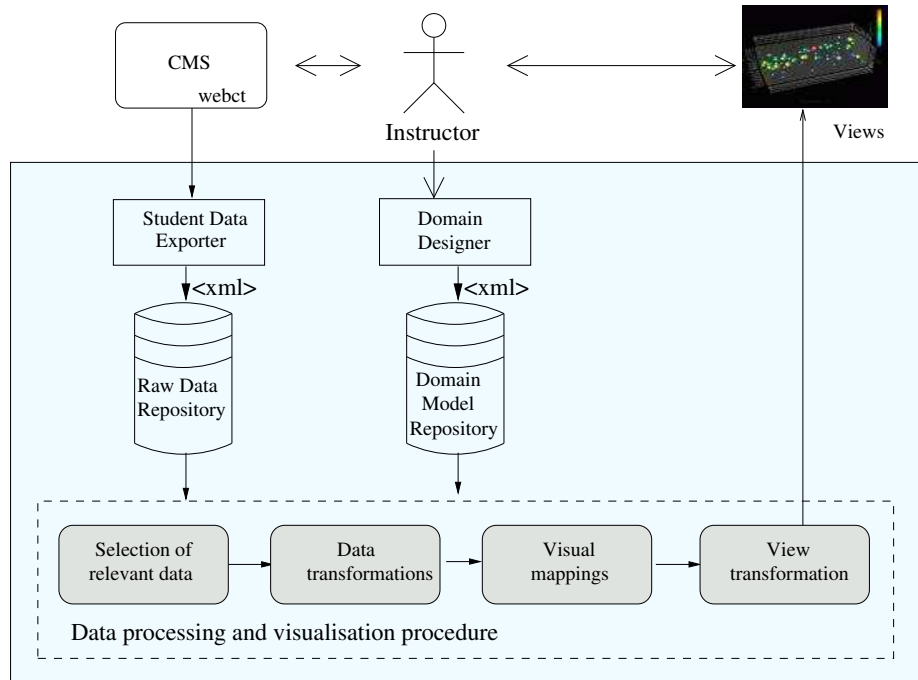 CMS
webct
Instructor
Views
Student Data
Exporter
Domain
Designer
<xml>
<xml>
Raw Data
Repository
Domain
Model
Repository
Selection of
relevant data
Data
transformations
Visual
mappings
View
transformation
Data processing and visualisation procedure